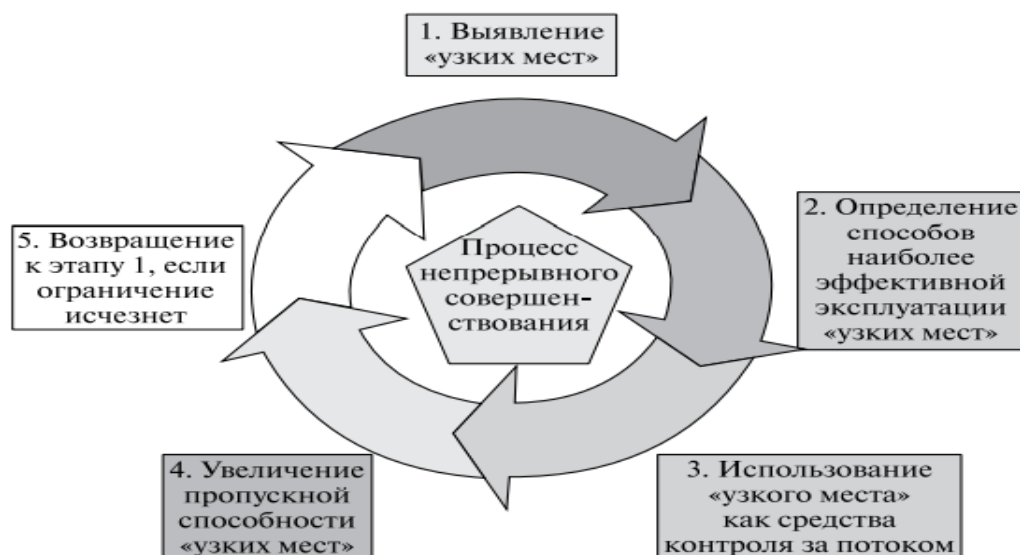 1. Выявление
«узких мест»
2. Определение
способов
наиболее
эффективной
эксплуатации
«узких мест»
3. Использование
«узкого места»
как средства
контроля за потоком
4. Увеличение
пропускной
способности
«узких мест»
5. Возвращение
к этапу 1, если
ограничение
исчезнет
Процесс
непрерывного
совершен-
ствования